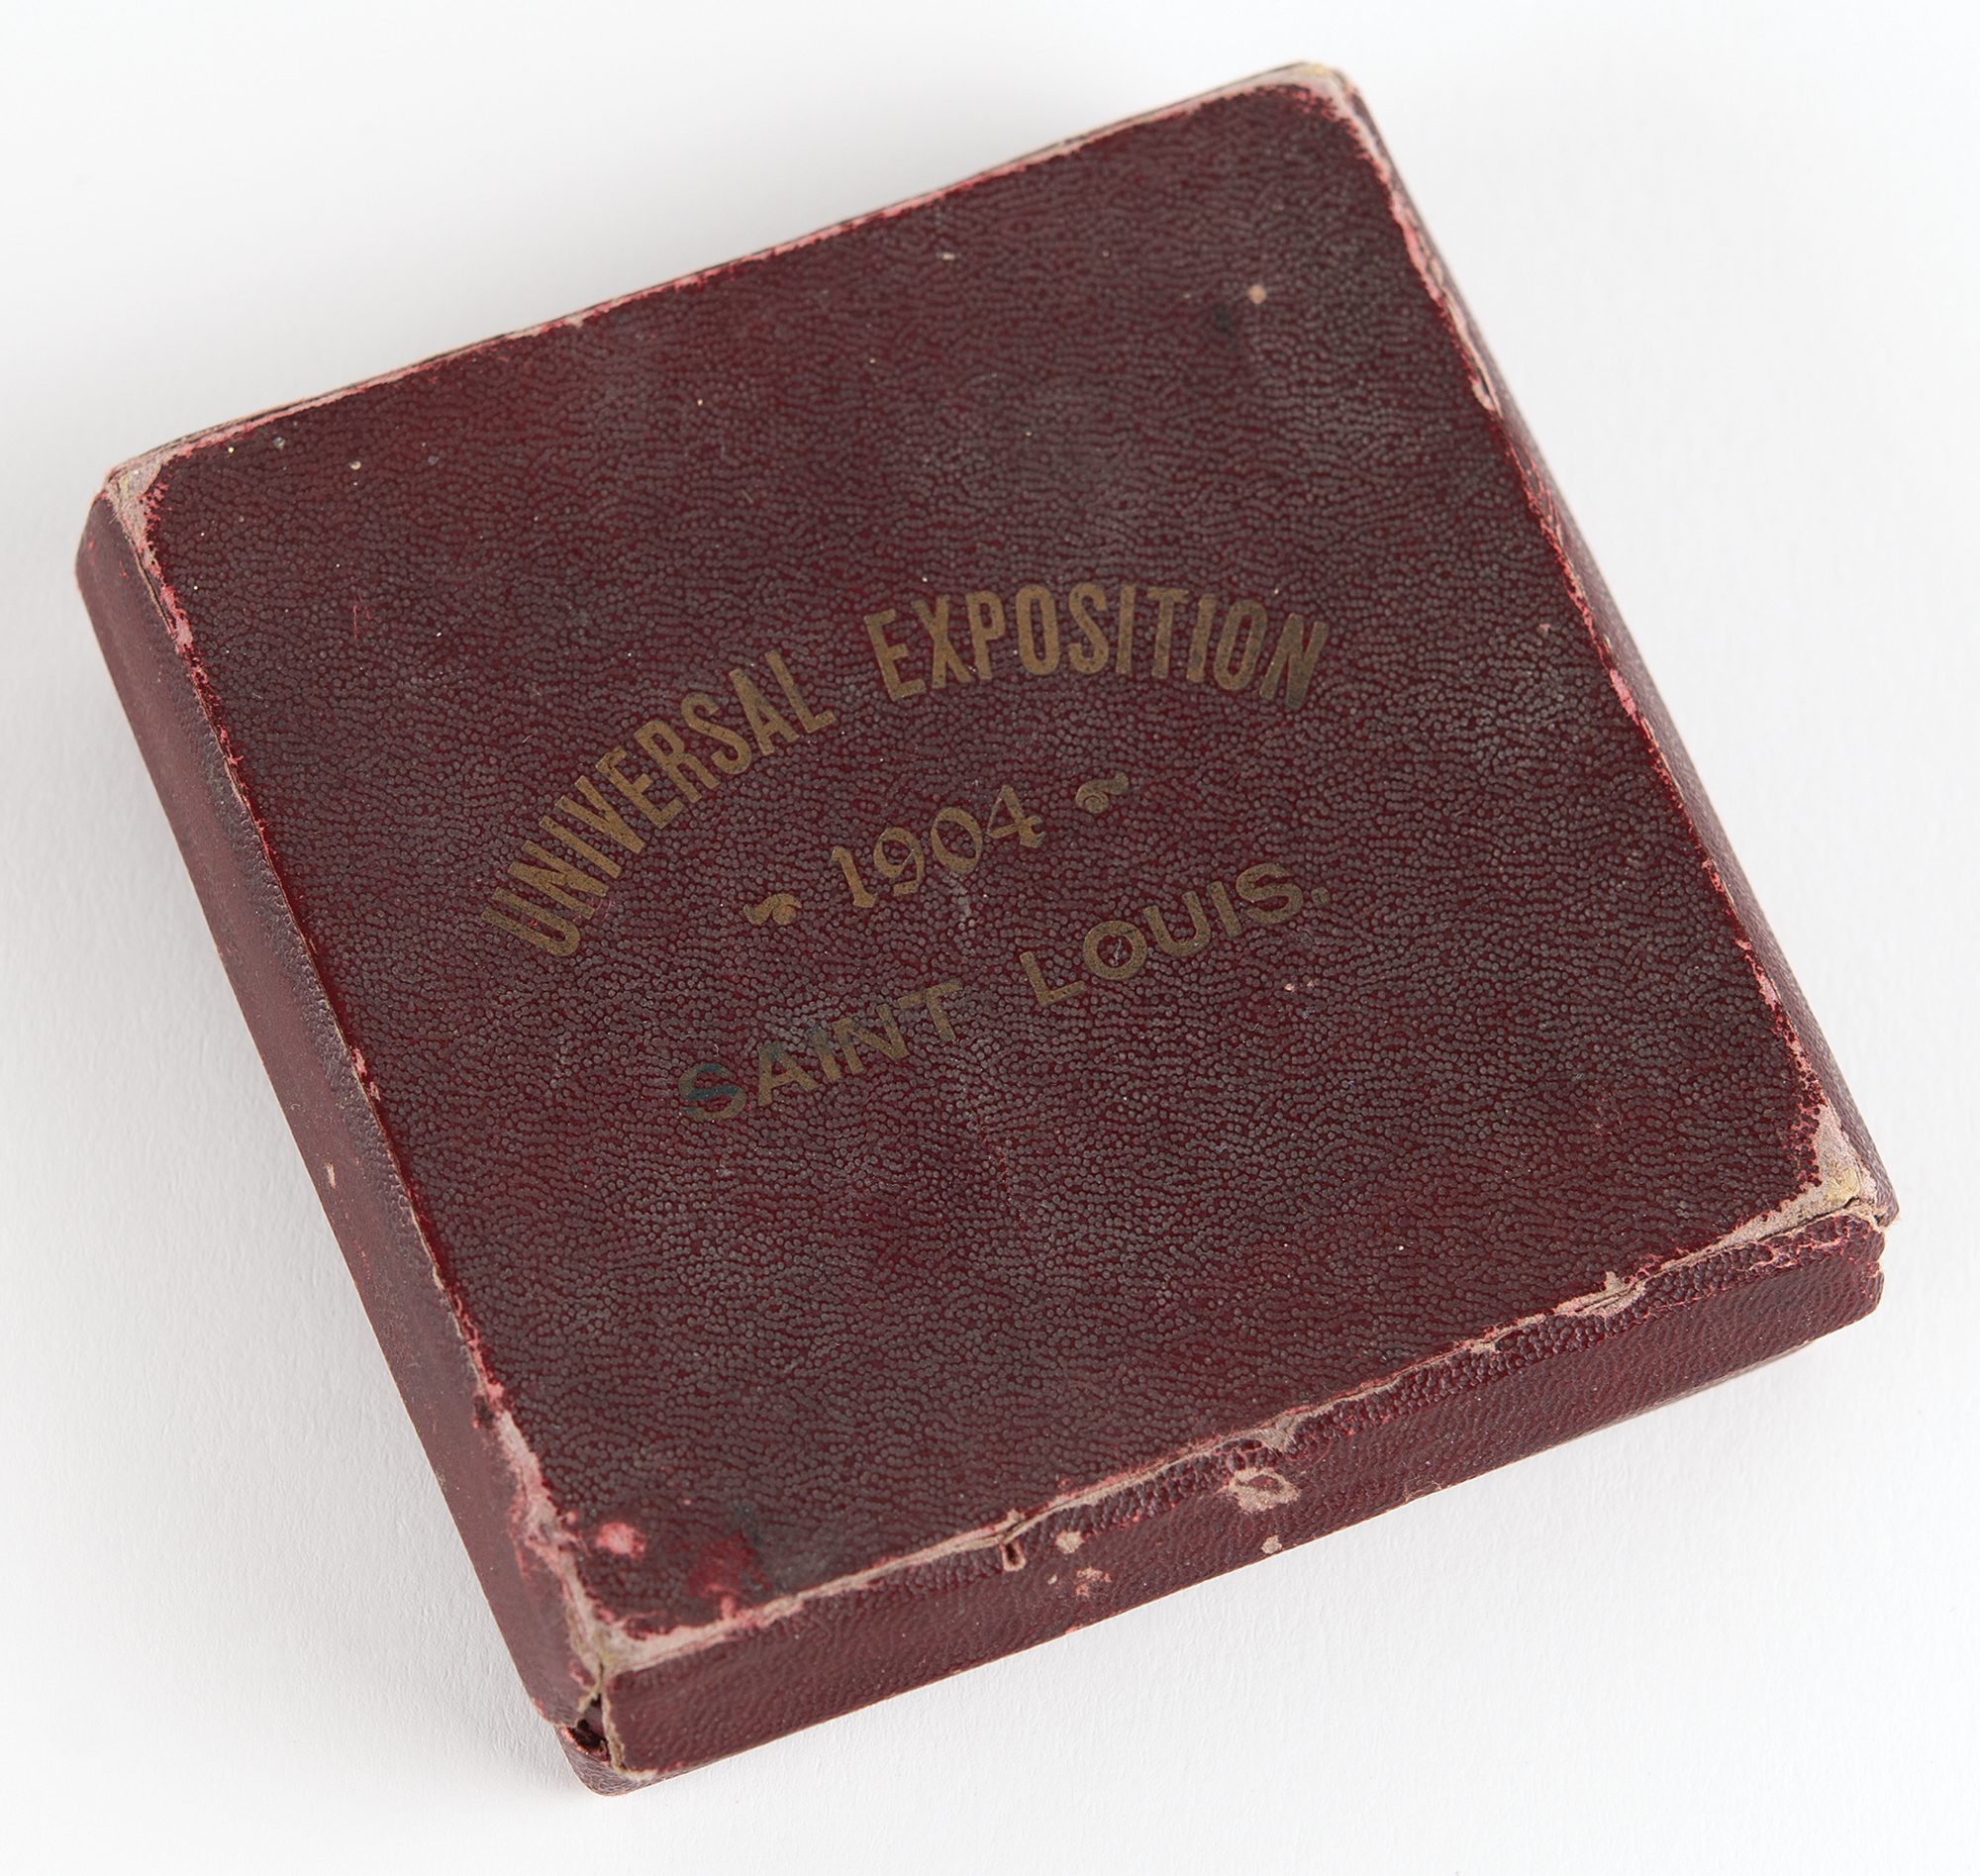 UNIVERSAL EXPOSITION
1904
SAINT LOUIS.